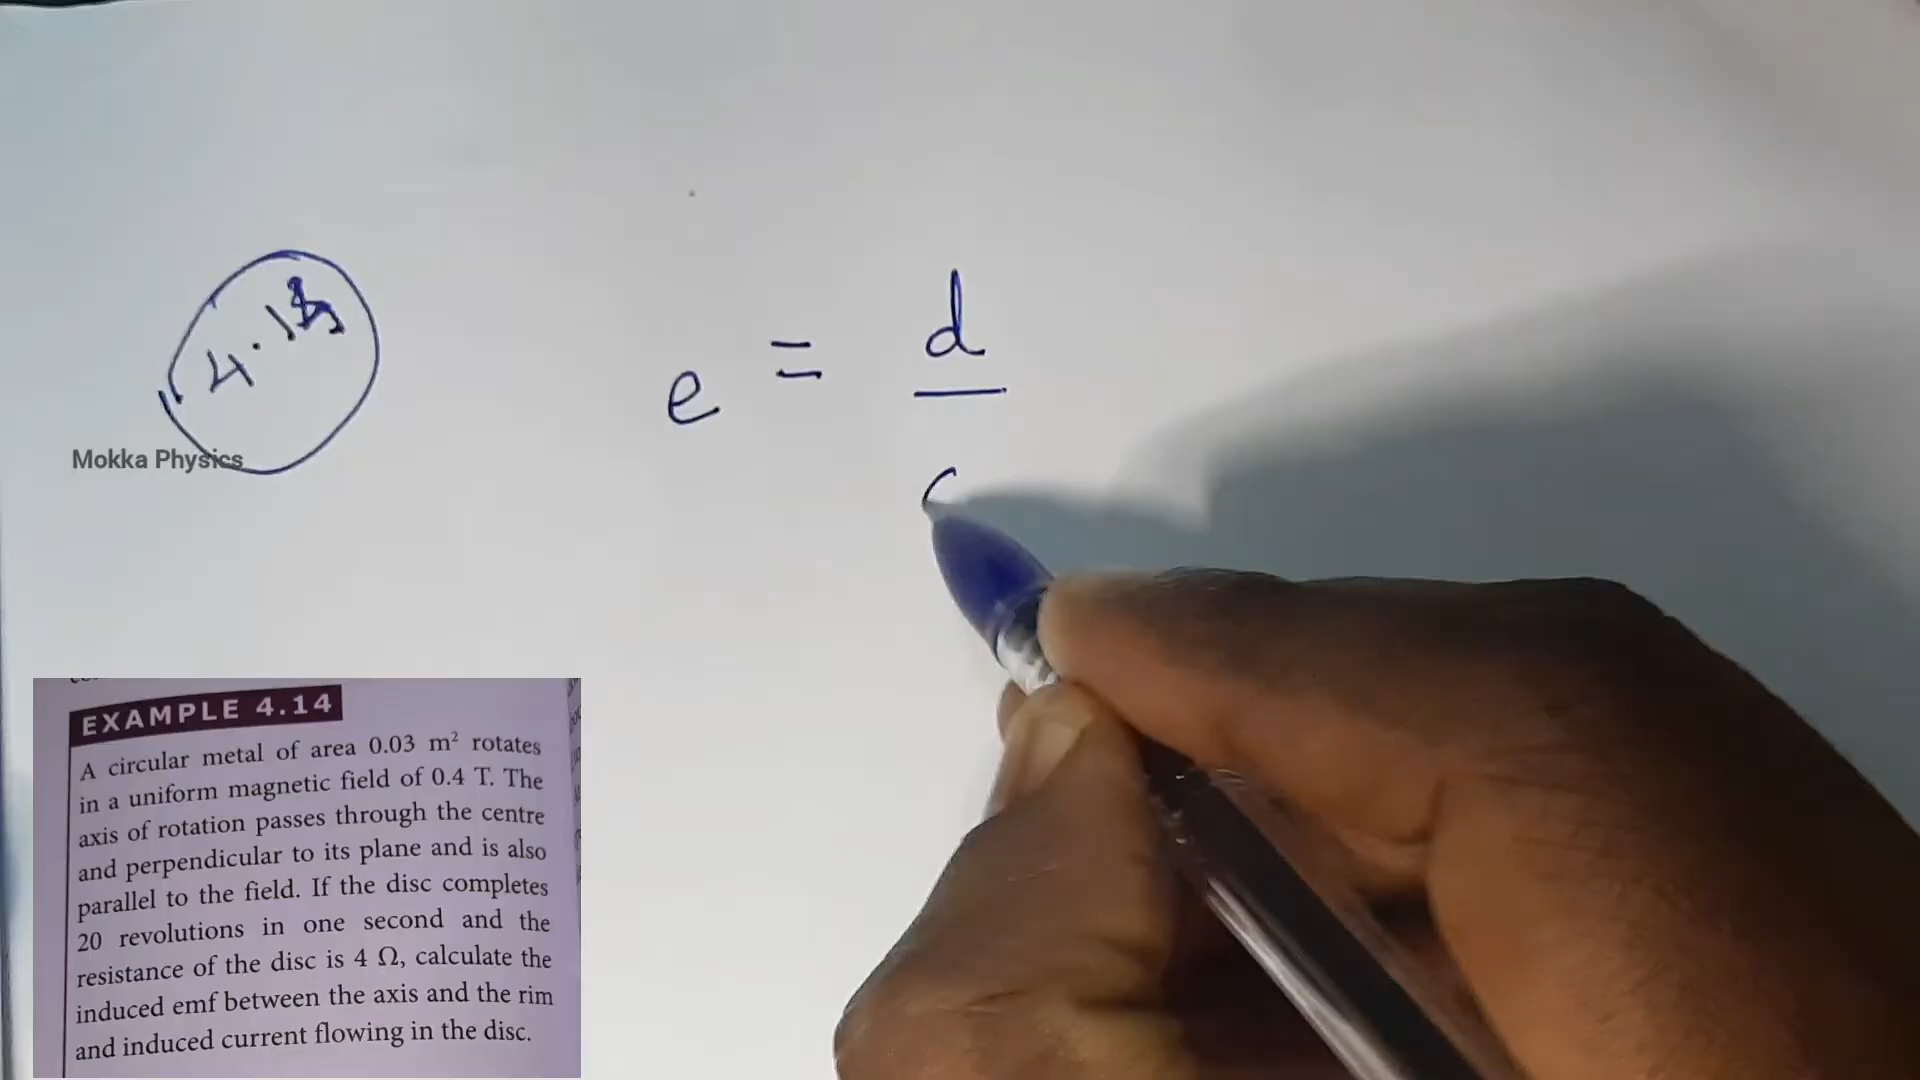 4.14
e = d
Mokka Physics
EXAMPLE 4.14
A circular metal of area 0.03 m² rotates
in a uniform magnetic field of 0.4 T. The
axis of rotation passes through the centre
and perpendicular to its plane and is also
parallel to the field. If the disc completes
20 revolutions in one second and the
resistance of the disc is 4 Ω, calculate the
induced emf between the axis and the rim
and induced current flowing in the disc.